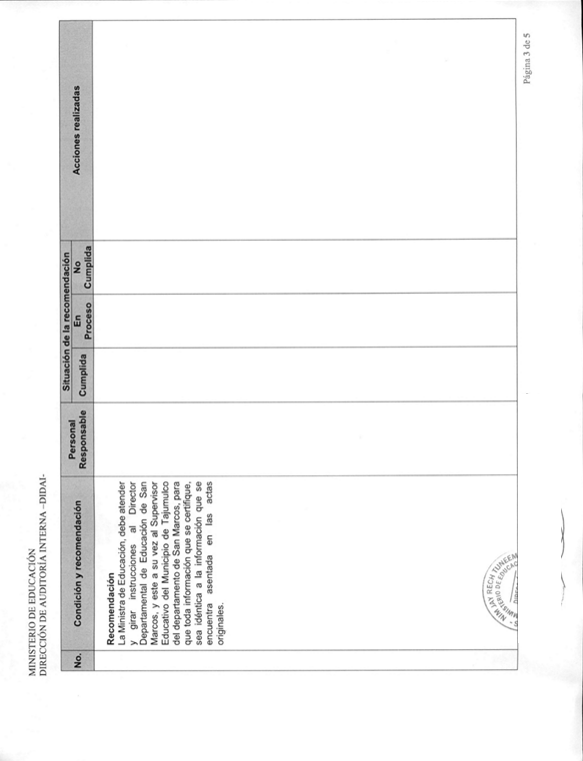 MINISTERIO DE EDUCACIÓN
DIRECCIÓN DE AUDITORÍA INTERNA –DIDAI-
No.
Condición y recomendación
Personal
Responsable
Situación de la recomendación
Cumplida
En
Proceso
No
Cumplida
Acciones realizadas
Recomendación
La Ministra de Educación, debe atender
y girar instrucciones al Director
Departamental de Educación de San
Marcos, y este a su vez al Supervisor
Educativo del Municipio de Tajumulco
del departamento de San Marcos, para
que toda información que se certifique,
sea idéntica a la información que se
encuentra asentada en las actas
originales.
NIM JAY RECH TIJNEEM
Página 3 de 5